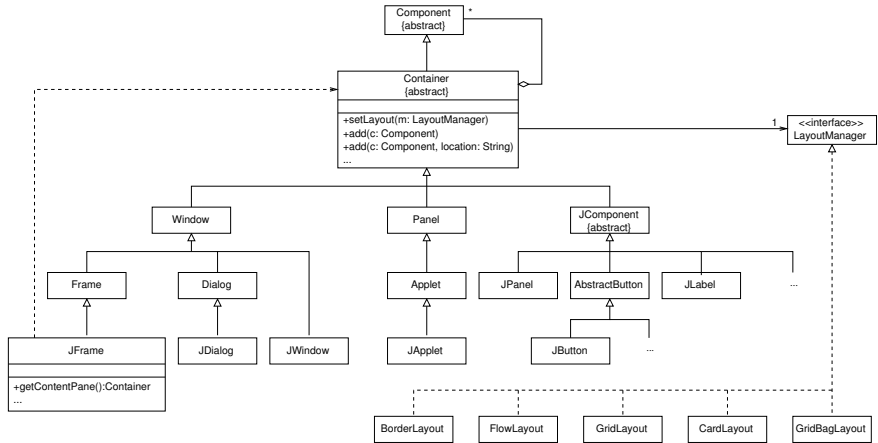 Component
{abstract}
*
Container
{abstract}
+setLayout(m: LayoutManager)
+add(c: Component)
+add(c: Component, location: String)
...
1
<<interface>>
LayoutManager
Window
Panel
JComponent
{abstract}
Frame
Dialog
Applet
JPanel
AbstractButton
JLabel
...
JFrame
+getContentPane():Container
...
JDialog
JWindow
JApplet
JButton
...
BorderLayout
FlowLayout
GridLayout
CardLayout
GridBagLayout